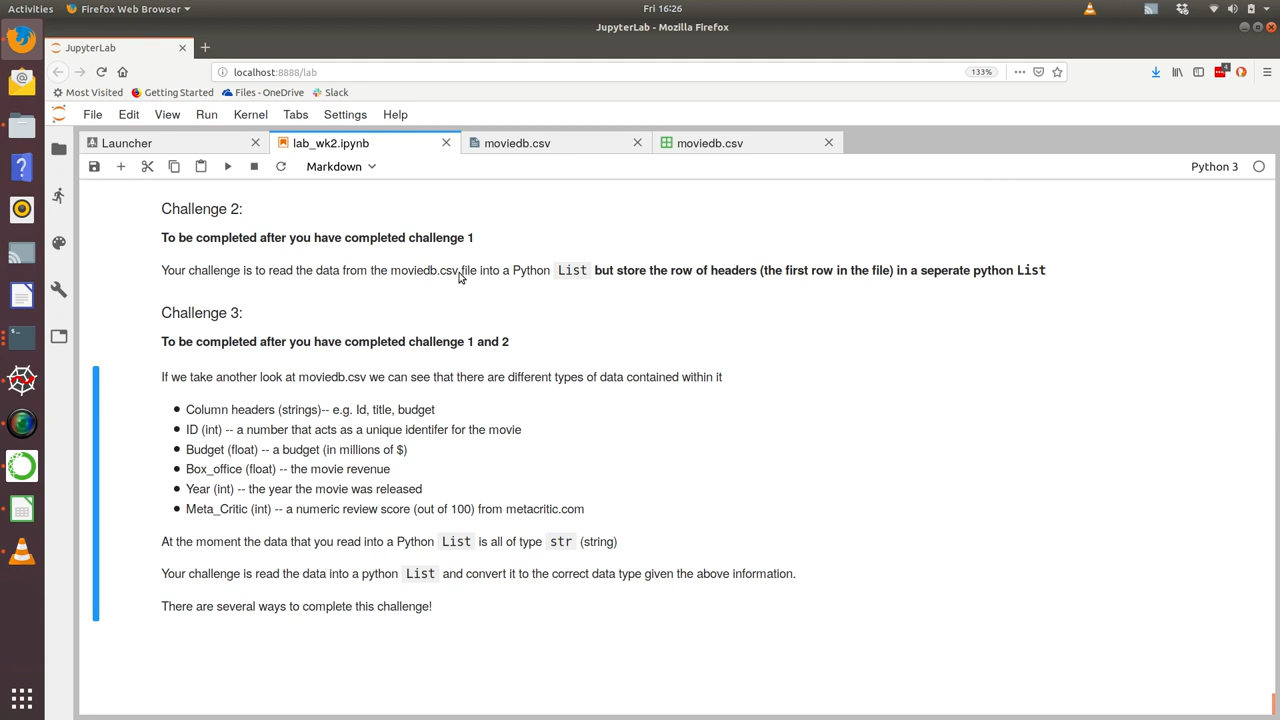 Activities Firefox Web Browser Fri 16:26
JupyterLab - Mozilla Firefox
JupyterLab
localhost:8888/lab 133% 4
Most Visited Getting Started Files - OneDrive Slack
File Edit View Run Kernel Tabs Settings Help
Launcher lab_wk2.ipynb moviedb.csv moviedb.csv
Markdown Python 3
Challenge 2:
To be completed after you have completed challenge 1
Your challenge is to read the data from the moviedb.csv file into a Python List but store the row of headers (the first row in the file) in a seperate python List
Challenge 3:
To be completed after you have completed challenge 1 and 2
If we take another look at moviedb.csv we can see that there are different types of data contained within it
Column headers (strings)-- e.g. Id, title, budget
ID (int) -- a number that acts as a unique identifer for the movie
Budget (float) -- a budget (in millions of $)
Box_office (float) -- the movie revenue
Year (int) -- the year the movie was released
Meta_Critic (int) -- a numeric review score (out of 100) from metacritic.com
At the moment the data that you read into a Python List is all of type str (string)
Your challenge is read the data into a python List and convert it to the correct data type given the above information.
There are several ways to complete this challenge!